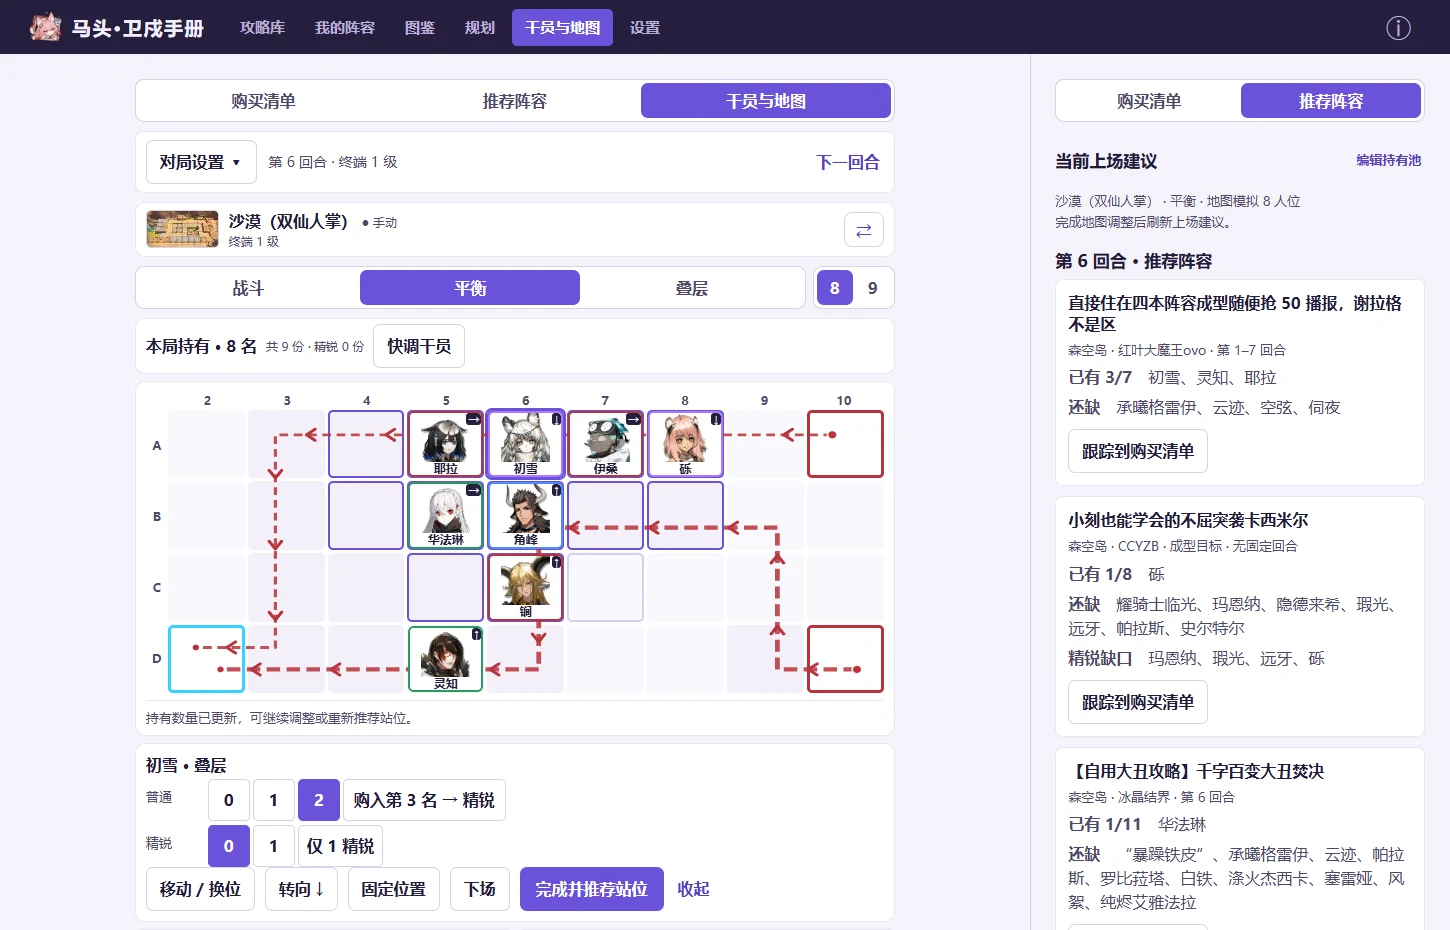 马头·卫戍手册
攻略库 我的阵容 图鉴 规划 干员与地图 设置
购买清单 推荐阵容 干员与地图
对局设置 ▼ 第 6 回合 · 终端 1 级 下一回合
沙漠（双仙人掌） • 手动
终端 1 级
战斗 平衡 叠层 8 9
本局持有 • 8 名 共 9 份 · 精锐 0 份 快调干员
2 3 4 5 6 7 8 9 10
A
耶拉 初雪 伊桑 砾
B
华法琳 角峰
C
锏
D
灵知
持有数量已更新，可继续调整或重新推荐站位。
初雪 • 叠层
普通 0 1 2 购入第 3 名 → 精锐
精锐 0 1 仅 1 精锐
移动 / 换位 转向 ↓ 固定位置 下场 完成并推荐站位 收起
购买清单 推荐阵容
当前上场建议 编辑持有池
沙漠（双仙人掌） · 平衡 · 地图模拟 8 人位
完成地图调整后刷新上场建议。
第 6 回合 • 推荐阵容
直接住在四本阵容成型随便抢 50 播报，谢拉格
不是区
森空岛 · 红叶大魔王ovo · 第 1–7 回合
已有 3/7 初雪、灵知、耶拉
还缺 承曦格雷伊、云迹、空弦、伺夜
跟踪到购买清单
小刻也能学会的不屈突袭卡西米尔
森空岛 · CCYZB · 成型目标 · 无固定回合
已有 1/8 砾
还缺 耀骑士临光、玛恩纳、隐德来希、瑕光、
远牙、帕拉斯、史尔特尔
精锐缺口 玛恩纳、瑕光、远牙、砾
跟踪到购买清单
【自用大丑攻略】千字百变大丑焚决
森空岛 · 冰晶结界 · 第 6 回合
已有 1/11 华法琳
还缺 “暴躁铁皮”、承曦格雷伊、云迹、帕拉
斯、罗比菈塔、白铁、涤火杰西卡、塞雷娅、风
絮、纯烬艾雅法拉